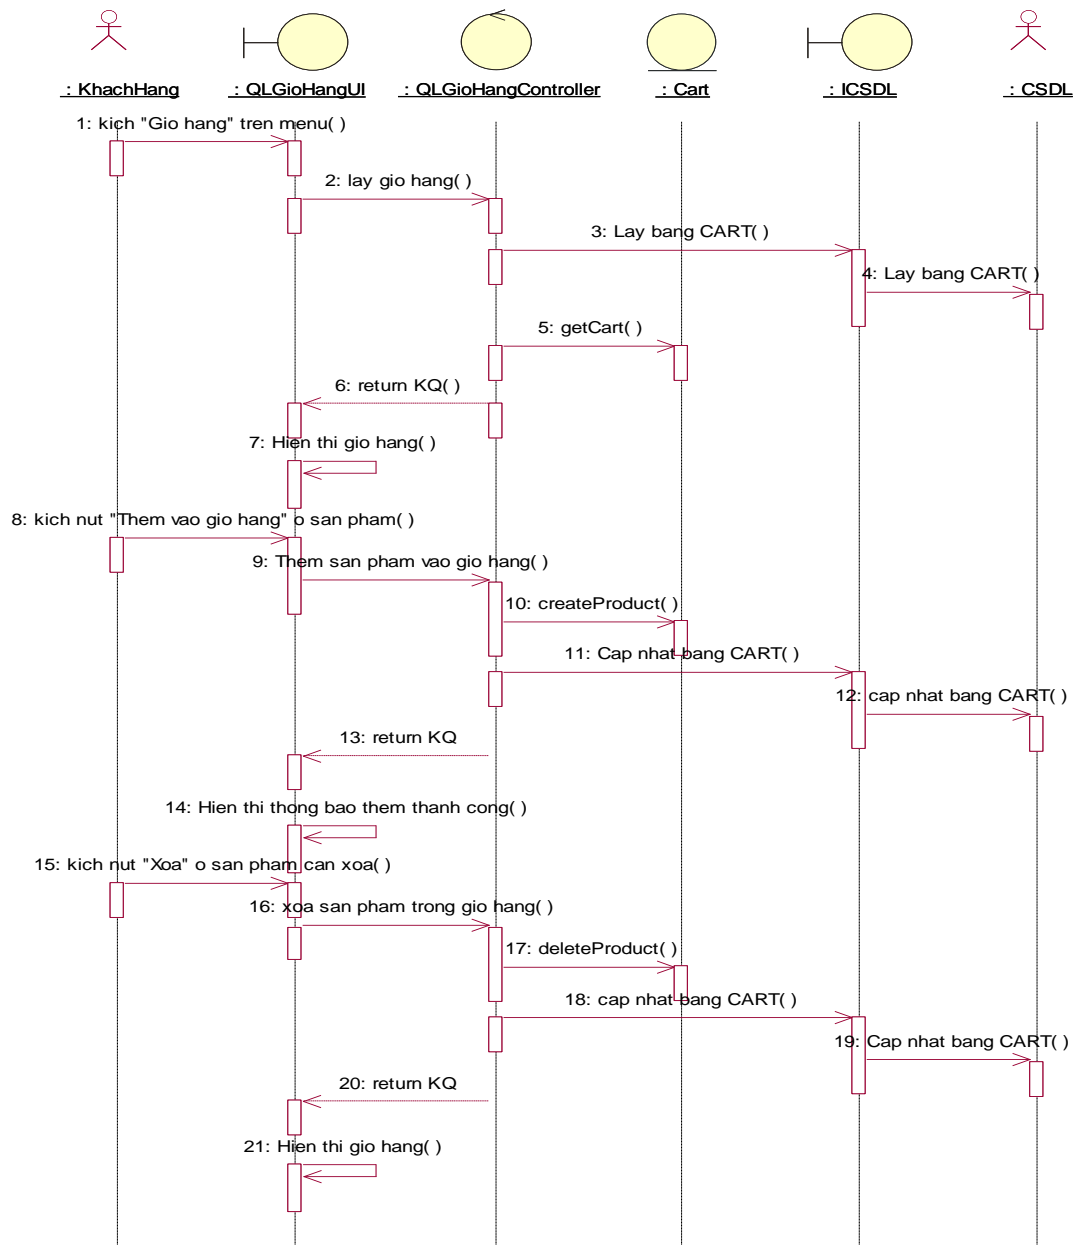 : KhachHang
: QLGioHangUI
: QLGioHangController
: Cart
: ICSDL
: CSDL
1: kich "Gio hang" tren menu( )
2: lay gio hang( )
3: Lay bang CART( )
4: Lay bang CART( )
5: getCart( )
6: return KQ( )
7: Hien thi gio hang( )
8: kich nut "Them vao gio hang" o san pham( )
9: Them san pham vao gio hang( )
10: createProduct( )
11: Cap nhat bang CART( )
12: cap nhat bang CART( )
13: return KQ
14: Hien thi thong bao them thanh cong( )
15: kich nut "Xoa" o san pham can xoa( )
16: xoa san pham trong gio hang( )
17: deleteProduct( )
18: cap nhat bang CART( )
19: Cap nhat bang CART( )
20: return KQ
21: Hien thi gio hang( )